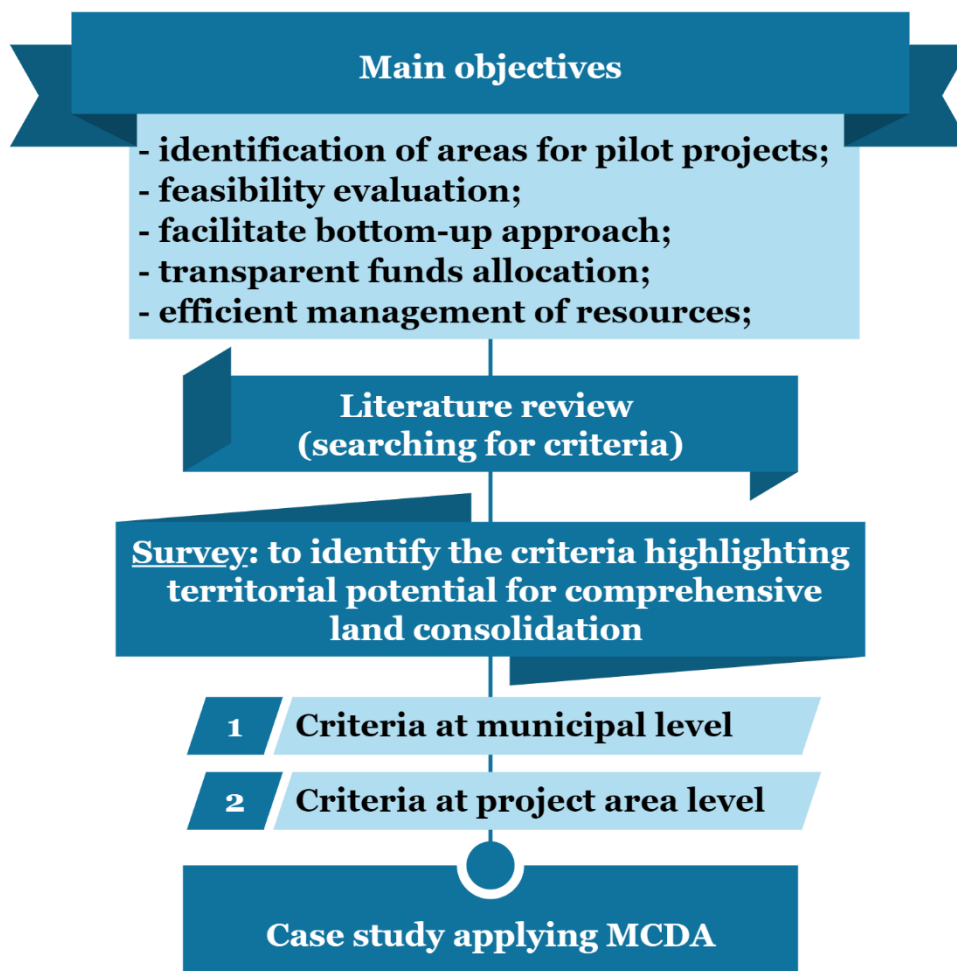 Main objectives
- identification of areas for pilot projects;
- feasibility evaluation;
- facilitate bottom-up approach;
- transparent funds allocation;
- efficient management of resources;
Literature review
(searching for criteria)
Survey: to identify the criteria highlighting
territorial potential for comprehensive
land consolidation
1 Criteria at municipal level
2 Criteria at project area level
Case study applying MCDA